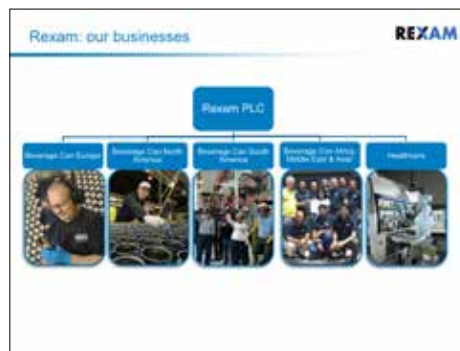 Rexam: our businesses
REXAM
Rexam PLC
Beverage Can Europe
Beverage Can North
America
Beverage Can South
America
Beverage Can Africa,
Middle East & Asia
Healthcare